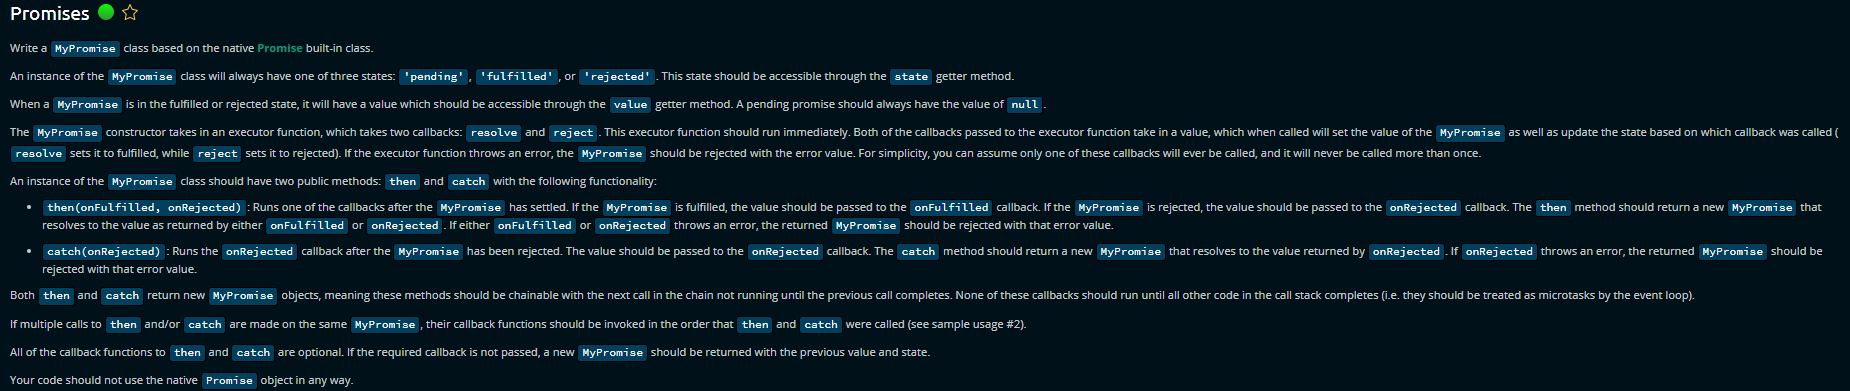 Promises
Write a MyPromise class based on the native Promise built-in class.
An instance of the MyPromise class will always have one of three states: 'pending', 'fulfilled', or 'rejected'. This state should be accessible through the state getter method.
When a MyPromise is in the fulfilled or rejected state, it will have a value which should be accessible through the value getter method. A pending promise should always have the value of null.
The MyPromise constructor takes in an executor function, which takes two callbacks: resolve and reject. This executor function should run immediately. Both of the callbacks passed to the executor function take in a value, which when called will set the value of the MyPromise as well as update the state based on which callback was called (
resolve sets it to fulfilled, while reject sets it to rejected). If the executor function throws an error, the MyPromise should be rejected with the error value. For simplicity, you can assume only one of these callbacks will ever be called, and it will never be called more than once.
An instance of the MyPromise class should have two public methods: then and catch with the following functionality:
• then(onFulfilled, onRejected): Runs one of the callbacks after the MyPromise has settled. If the MyPromise is fulfilled, the value should be passed to the onFulfilled callback. If the MyPromise is rejected, the value should be passed to the onRejected callback. The then method should return a new MyPromise that
resolves to the value as returned by either onFulfilled or onRejected. If either onFulfilled or onRejected throws an error, the returned MyPromise should be rejected with that error value.
• catch(onRejected): Runs the onRejected callback after the MyPromise has been rejected. The value should be passed to the onRejected callback. The catch method should return a new MyPromise that resolves to the value returned by onRejected. If onRejected throws an error, the returned MyPromise should be
rejected with that error value.
Both then and catch return new MyPromise objects, meaning these methods should be chainable with the next call in the chain not running until the previous call completes. None of these callbacks should run until all other code in the call stack completes (i.e. they should be treated as microtasks by the event loop).
If multiple calls to then and/or catch are made on the same MyPromise, their callback functions should be invoked in the order that then and catch were called (see sample usage #2).
All of the callback functions to then and catch are optional. If the required callback is not passed, a new MyPromise should be returned with the previous value and state.
Your code should not use the native Promise object in any way.